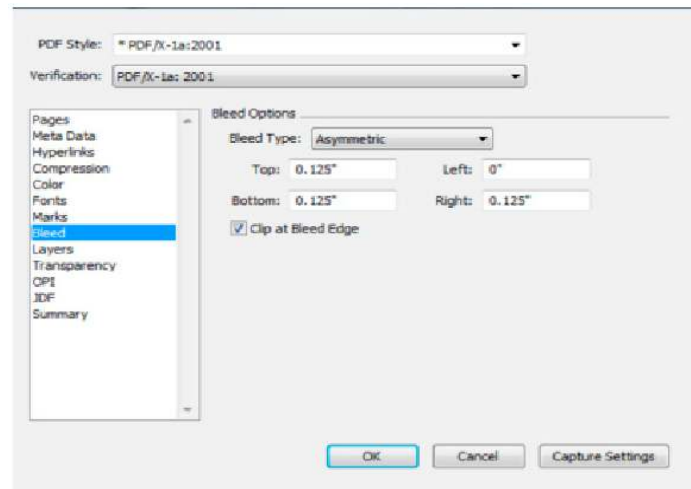 PDF Style: * PDF/X-1a:2001
Verification: PDF/X-1a: 2001
Pages
Meta Data
Hyperlinks
Compression
Color
Fonts
Marks
Bleed
Layers
Transparency
OPI
JDF
Summary
Bleed Options
Bleed Type: Asymmetric
Top: 0.125" Left: 0"
Bottom: 0.125" Right: 0.125"
Clip at Bleed Edge
OK Cancel Capture Settings